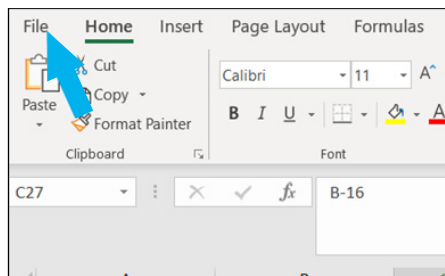 File Home Insert Page Layout Formulas
Cut
Calibri 11 A^
Copy
Paste
B I U A
Format Painter
Clipboard Font
C27 fx B-16